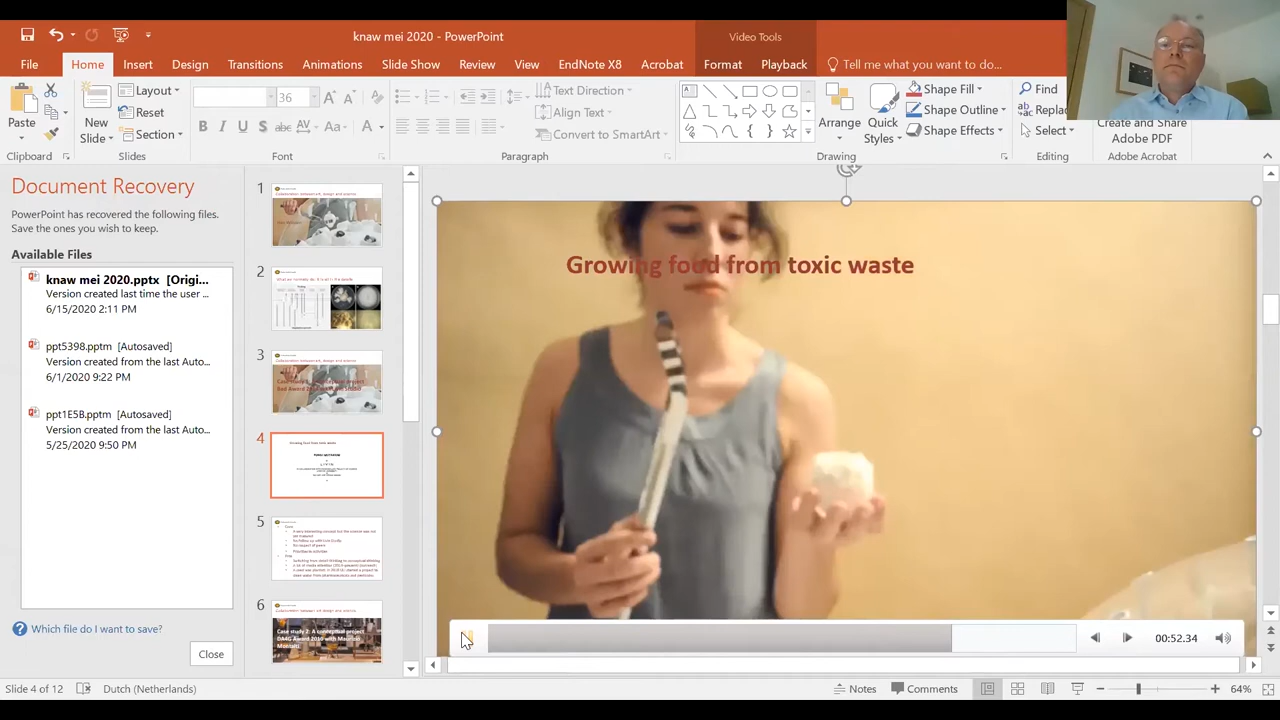 knaw mei 2020 - PowerPoint
Video Tools
File
Home
Insert
Design
Transitions
Animations
Slide Show
Review
View
EndNote X8
Acrobat
Format
Playback
Tell me what you want to do...
Paste
New Slide
Layout
Reset
Section
36
Text Direction
Align Text
Convert to SmartArt
Arrange
Quick Styles
Shape Fill
Shape Outline
Shape Effects
Find
Select
Create and Share Adobe PDF
Clipboard
Slides
Font
Paragraph
Drawing
Editing
Adobe Acrobat
Document Recovery
PowerPoint has recovered the following files.
Save the ones you wish to keep.
Available Files
knaw mei 2020.pptx [Origi...
Version created last time the user ...
6/15/2020 2:11 PM
ppt5398.pptm [Autosaved]
Version created from the last Auto...
6/1/2020 9:22 PM
ppt1E5B.pptm [Autosaved]
Version created from the last Auto...
5/25/2020 9:50 PM
Which file do I want to save?
Close
1
2
3
4
5
6
Growing food from toxic waste
00:52.34
Slide 4 of 12
Dutch (Netherlands)
Notes
Comments
64%